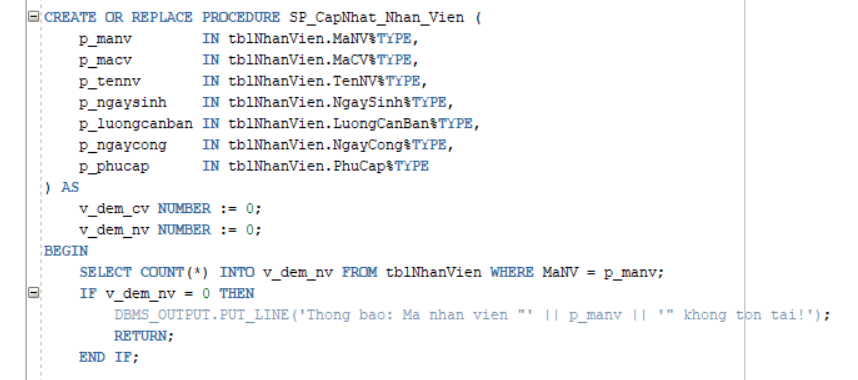 CREATE OR REPLACE PROCEDURE SP_CapNhat_Nhan_Vien (
    p_manv        IN tblNhanVien.MaNV%TYPE,
    p_macv        IN tblNhanVien.MaCV%TYPE,
    p_tennv       IN tblNhanVien.TenNV%TYPE,
    p_ngaysinh    IN tblNhanVien.NgaySinh%TYPE,
    p_luongcanban IN tblNhanVien.LuongCanBan%TYPE,
    p_ngaycong    IN tblNhanVien.NgayCong%TYPE,
    p_phucap      IN tblNhanVien.PhuCap%TYPE
) AS
    v_dem_cv NUMBER := 0;
    v_dem_nv NUMBER := 0;
BEGIN
    SELECT COUNT(*) INTO v_dem_nv FROM tblNhanVien WHERE MaNV = p_manv;
    IF v_dem_nv = 0 THEN
        DBMS_OUTPUT.PUT_LINE('Thong bao: Ma nhan vien "' || p_manv || '" khong ton tai!');
        RETURN;
    END IF;